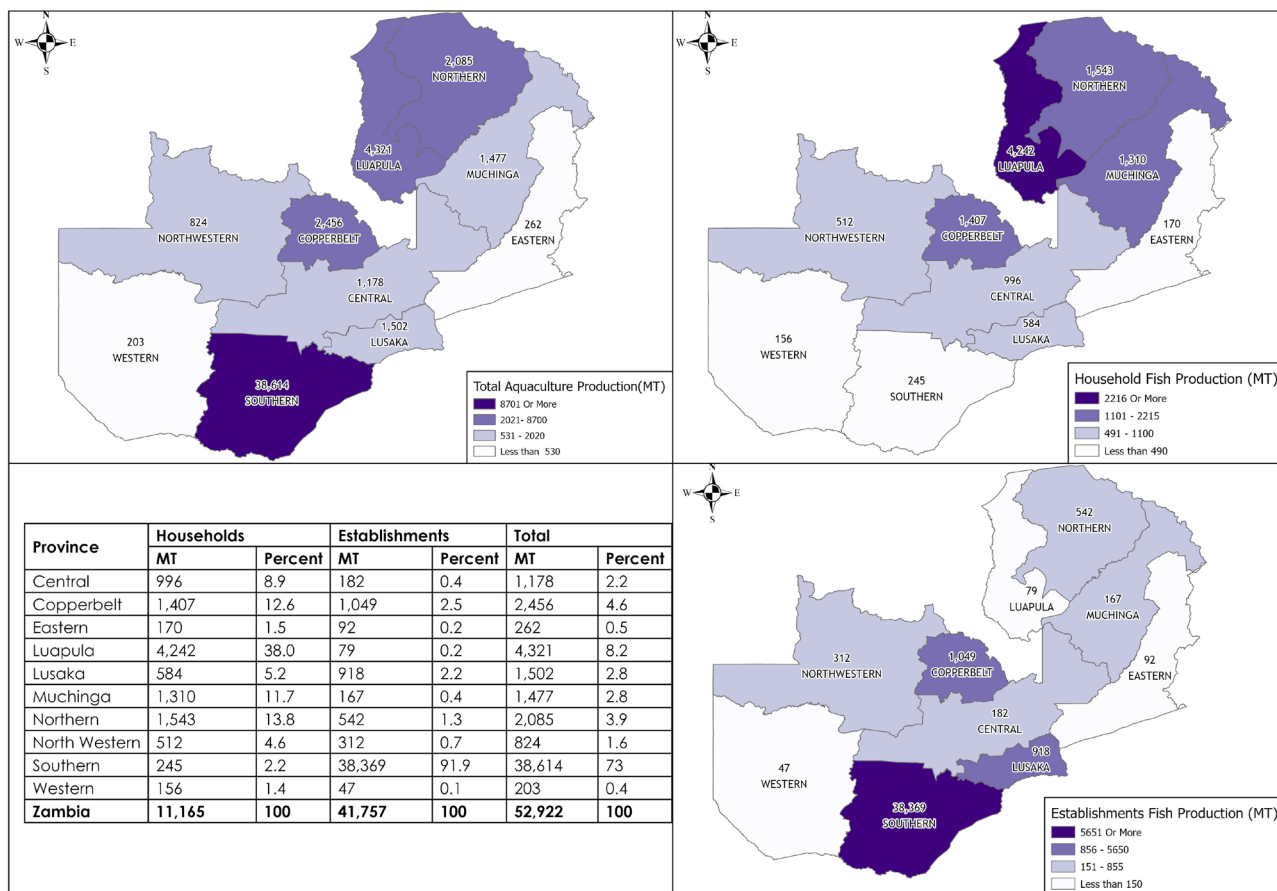 N
W E
S
2,085
NORTHERN
4,321
LUAPULA
1,477
MUCHINGA
824
NORTHWESTERN
2,456
COPPERBELT
262
EASTERN
1,178
CENTRAL
1,502
LUSAKA
203
WESTERN
38,614
SOUTHERN
Total Aquaculture Production(MT)
8701 Or More
2021- 8700
531 - 2020
Less than 530
N
W E
S
1,543
NORTHERN
4,242
LUAPULA
1,310
MUCHINGA
512
NORTHWESTERN
1,407
COPPERBELT
170
EASTERN
996
CENTRAL
584
LUSAKA
156
WESTERN
245
SOUTHERN
Household Fish Production (MT)
2216 Or More
1101 - 2215
491 - 1100
Less than 490
Province Households Establishments Total
MT Percent MT Percent MT Percent
Central 996 8.9 182 0.4 1,178 2.2
Copperbelt 1,407 12.6 1,049 2.5 2,456 4.6
Eastern 170 1.5 92 0.2 262 0.5
Luapula 4,242 38.0 79 0.2 4,321 8.2
Lusaka 584 5.2 918 2.2 1,502 2.8
Muchinga 1,310 11.7 167 0.4 1,477 2.8
Northern 1,543 13.8 542 1.3 2,085 3.9
North Western 512 4.6 312 0.7 824 1.6
Southern 245 2.2 38,369 91.9 38,614 73
Western 156 1.4 47 0.1 203 0.4
Zambia 11,165 100 41,757 100 52,922 100
N
W E
S
542
NORTHERN
79
LUAPULA
167
MUCHINGA
312
NORTHWESTERN
1,049
COPPERBELT
92
EASTERN
182
CENTRAL
918
LUSAKA
47
WESTERN
38,369
SOUTHERN
Establishments Fish Production (MT)
5651 Or More
856 - 5650
151 - 855
Less than 150